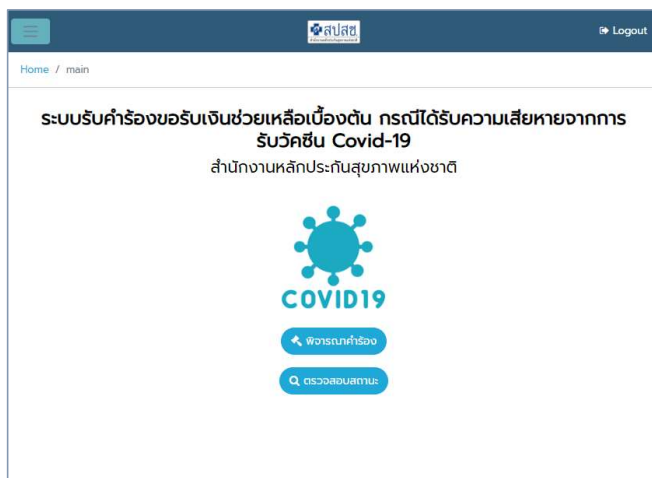 สปสช.
Logout
Home / main
ระบบรับคำร้องขอรับเงินช่วยเหลือเบื้องต้น กรณีได้รับความเสียหายจากการ
รับวัคซีน Covid-19
สำนักงานหลักประกันสุขภาพแห่งชาติ
COVID19
พิจารณาคำร้อง
ตรวจสอบสถานะ